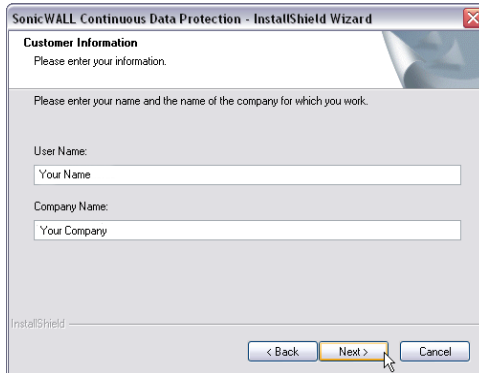 SonicWALL Continuous Data Protection - InstallShield Wizard
Customer Information
Please enter your information.
Please enter your name and the name of the company for which you work.
User Name:
Your Name
Company Name:
Your Company
InstallShield
< Back Next > Cancel